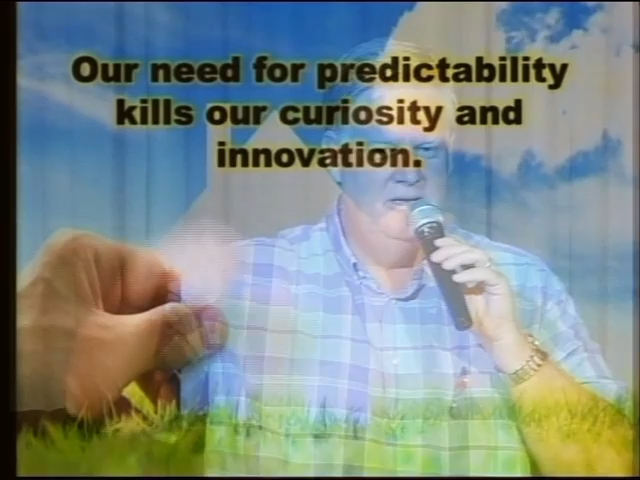 Our need for predictability
kills our curiosity and
innovation.